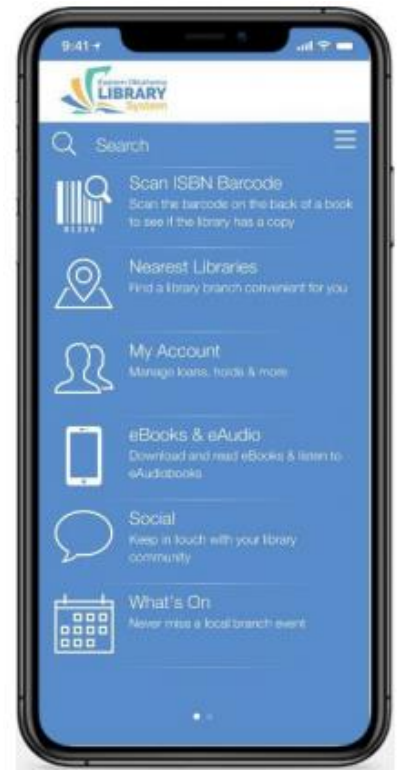 9:41
Eastern Oklahoma
LIBRARY
System
Search
Scan ISBN Barcode
Scan the barcode on the back of a book
to see if the library has a copy
01234
Nearest Libraries
Find a library branch convenient for you
My Account
Manage loans, holds & more
eBooks & eAudio
Download and read eBooks & listen to
eAudiobooks
Social
Keep in touch with your library
community
What's On
Never miss a local branch event